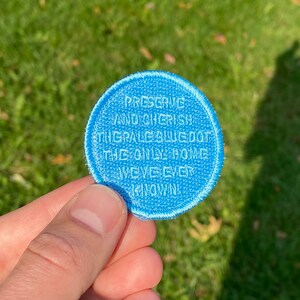 PRESERVE
AND CHERISH
THE PALE BLUE DOT
THE ONLY HOME
WE'VE EVER
KNOWN